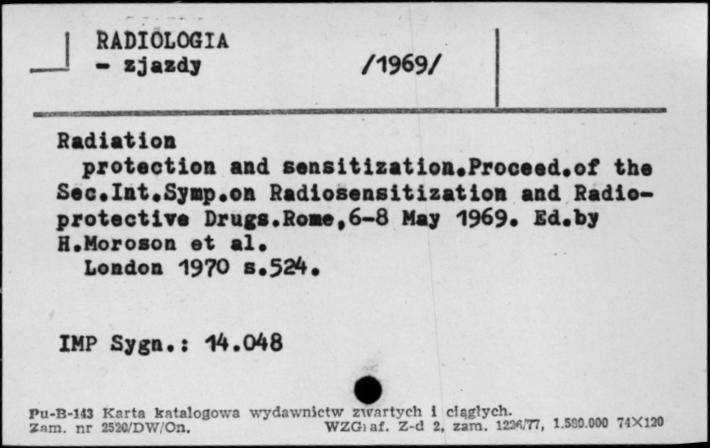 RADIOLOGIA
- zjazdy /1969/
Radiation
protection and sensitization.Proceed.of the
Sec.Int.Symp.on Radiosensitization and Radio-
protective Drugs.Rome,6-8 May 1969. Ed.by
H.Moroson et al.
London 1970 s.524.
IMP Sygn.: 14.048
Pu-B-143 Karta katalogowa wydawnictw zwartych i ciągłych.
Zam. nr 2520/DW/On. WZGraf. Z-d 2, zam. 1226/77, 1.500.000 74X120